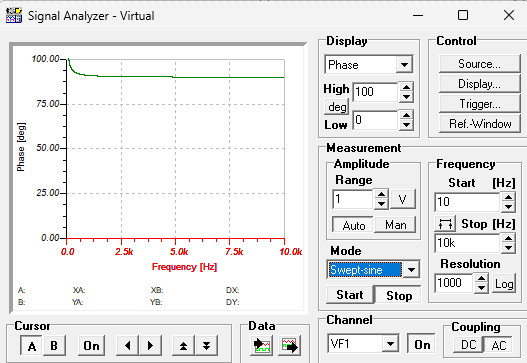 Signal Analyzer - Virtual
100.00
75.00
50.00
25.00
0.00
Phase [deg]
0.0 2.5k 5.0k 7.5k 10.0k
Frequency [Hz]
A: XA: XB: DX:
B: YA: YB: DY:
Cursor
A B On
Data
Display
Phase
High 100
deg
Low 0
Control
Source...
Display...
Trigger...
Ref.-Window
Measurement
Amplitude
Range
1 V
Auto Man
Mode
Swept-sine
Start Stop
Frequency
Start [Hz]
10
Stop [Hz]
10k
Resolution
1000 Log
Channel
VF1 On
Coupling
DC AC